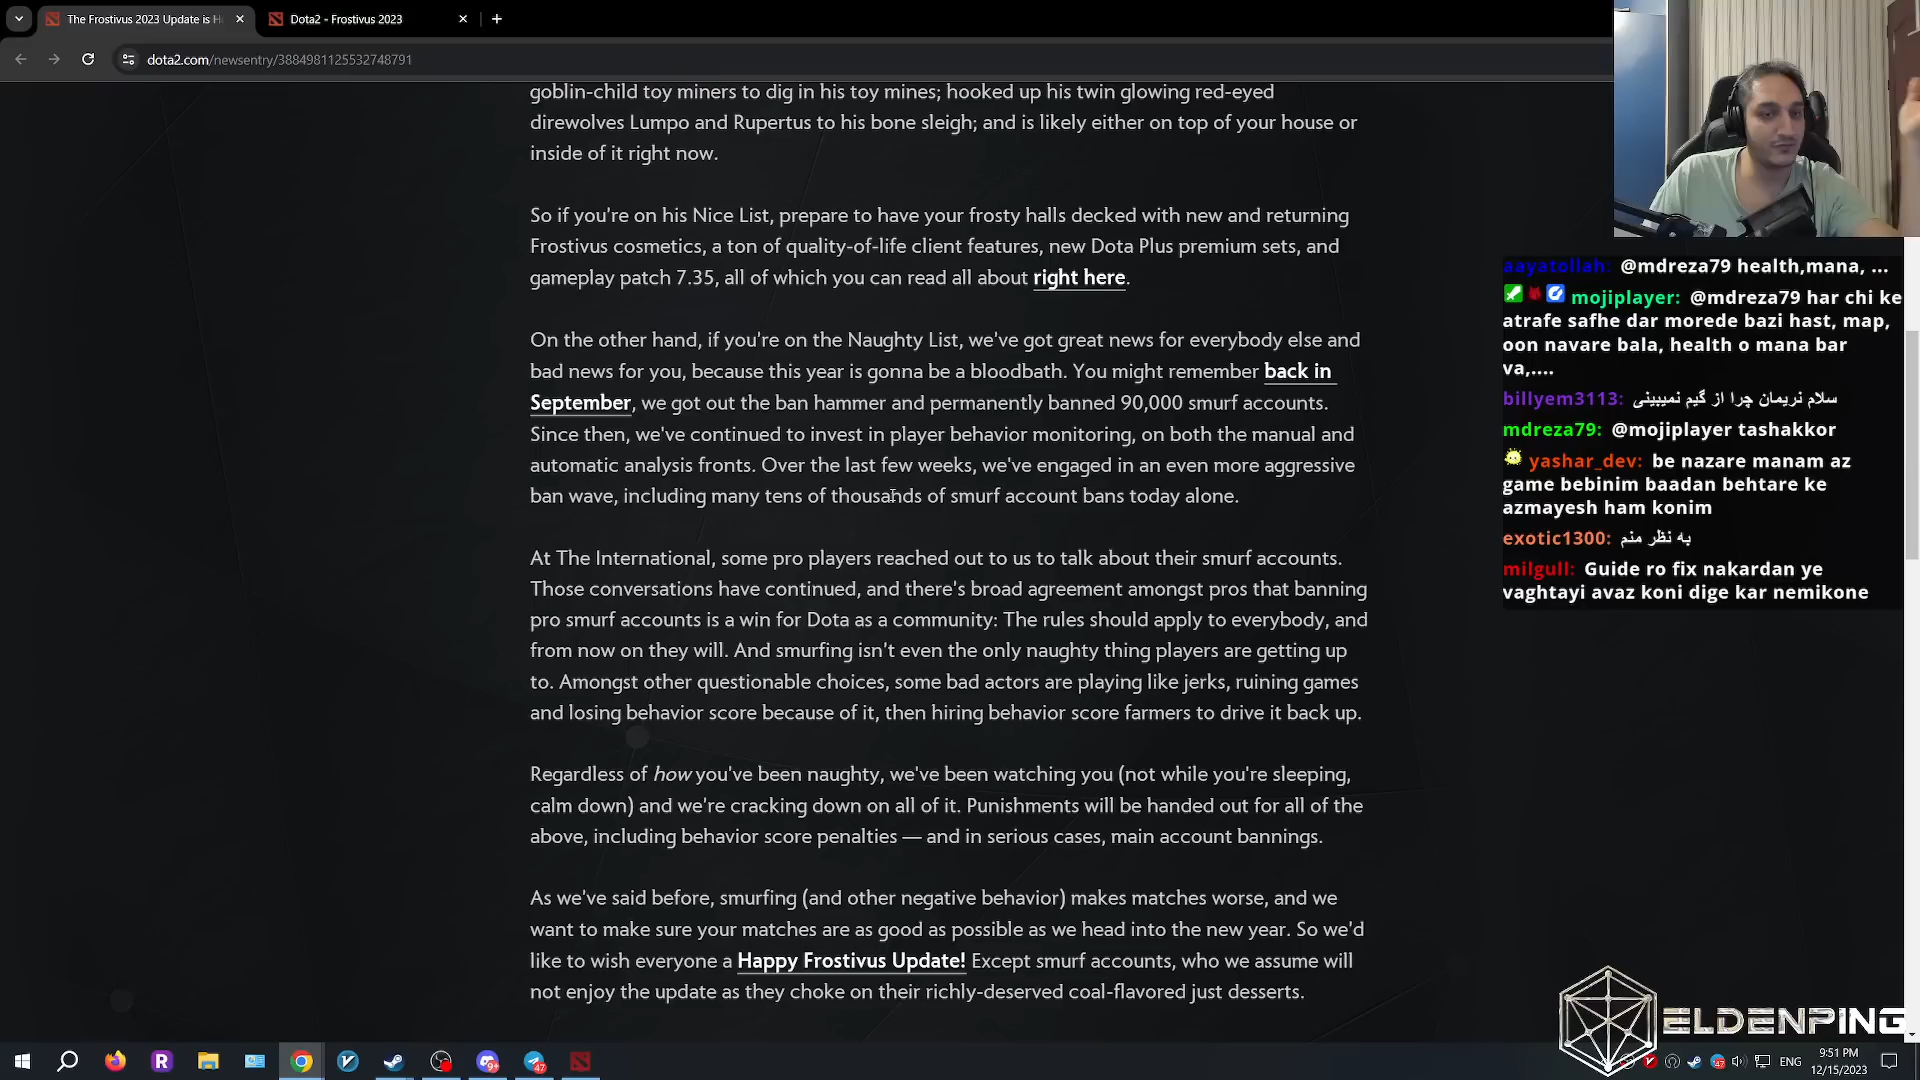 The Frostivus 2023 Update is H
Dota2 - Frostivus 2023
dota2.com/newsentry/3884981125532748791
goblin-child toy miners to dig in his toy mines; hooked up his twin glowing red-eyed
direwolves Lumpo and Rupertus to his bone sleigh; and is likely either on top of your house or
inside of it right now.
So if you're on his Nice List, prepare to have your frosty halls decked with new and returning
Frostivus cosmetics, a ton of quality-of-life client features, new Dota Plus premium sets, and
gameplay patch 7.35, all of which you can read all about right here.
On the other hand, if you're on the Naughty List, we've got great news for everybody else and
bad news for you, because this year is gonna be a bloodbath. You might remember back in
September, we got out the ban hammer and permanently banned 90,000 smurf accounts.
Since then, we've continued to invest in player behavior monitoring, on both the manual and
automatic analysis fronts. Over the last few weeks, we've engaged in an even more aggressive
ban wave, including many tens of thousands of smurf account bans today alone.
At The International, some pro players reached out to us to talk about their smurf accounts.
Those conversations have continued, and there's broad agreement amongst pros that banning
pro smurf accounts is a win for Dota as a community: The rules should apply to everybody, and
from now on they will. And smurfing isn't even the only naughty thing players are getting up
to. Amongst other questionable choices, some bad actors are playing like jerks, ruining games
and losing behavior score because of it, then hiring behavior score farmers to drive it back up.
Regardless of how you've been naughty, we've been watching you (not while you're sleeping,
calm down) and we're cracking down on all of it. Punishments will be handed out for all of the
above, including behavior score penalties — and in serious cases, main account bannings.
As we've said before, smurfing (and other negative behavior) makes matches worse, and we
want to make sure your matches are as good as possible as we head into the new year. So we'd
like to wish everyone a Happy Frostivus Update! Except smurf accounts, who we assume will
not enjoy the update as they choke on their richly-deserved coal-flavored just desserts.
aayatollah: @mdreza79 health,mana, ...
mojiplayer: @mdreza79 har chi ke
atrafe safhe dar morede bazi hast, map,
oon navare bala, health o mana bar
va,....
billyem3113: سلام نریمان چرا از گیم نمیبینی
mdreza79: @mojiplayer tashakkor
yashar_dev: be nazare manam az
game bebinim baadan behtare ke
azmayesh ham konim
exotic1300: به نظر منم
milgull: Guide ro fix nakardan ye
vaghtayi avaz koni dige kar nemikone
ELDENPING
R
9+
47
ENG
9:51 PM
12/15/2023